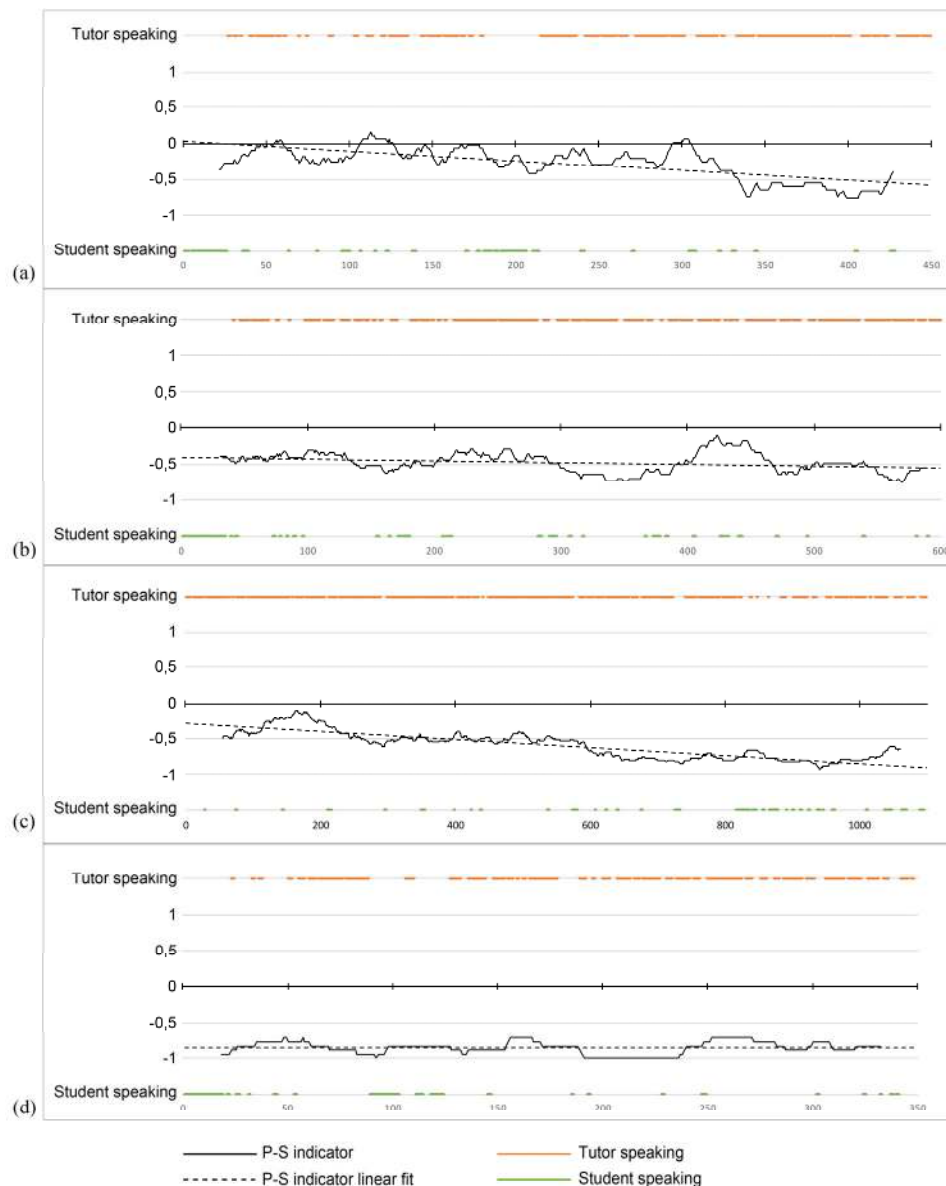 Tutor speaking
1
0,5
0
-0,5
-1
Student speaking
0 50 100 150 200 250 300 350 400 450
(a)
Tutor speaking
1
0,5
0
-0,5
-1
Student speaking
0 100 200 300 400 500 600
(b)
Tutor speaking
1
0,5
0
-0,5
-1
Student speaking
0 200 400 600 800 1000
(c)
Tutor speaking
1
0,5
0
-0,5
-1
Student speaking
0 50 100 150 200 250 300 350
(d)
P-S indicator Tutor speaking
P-S indicator linear fit Student speaking